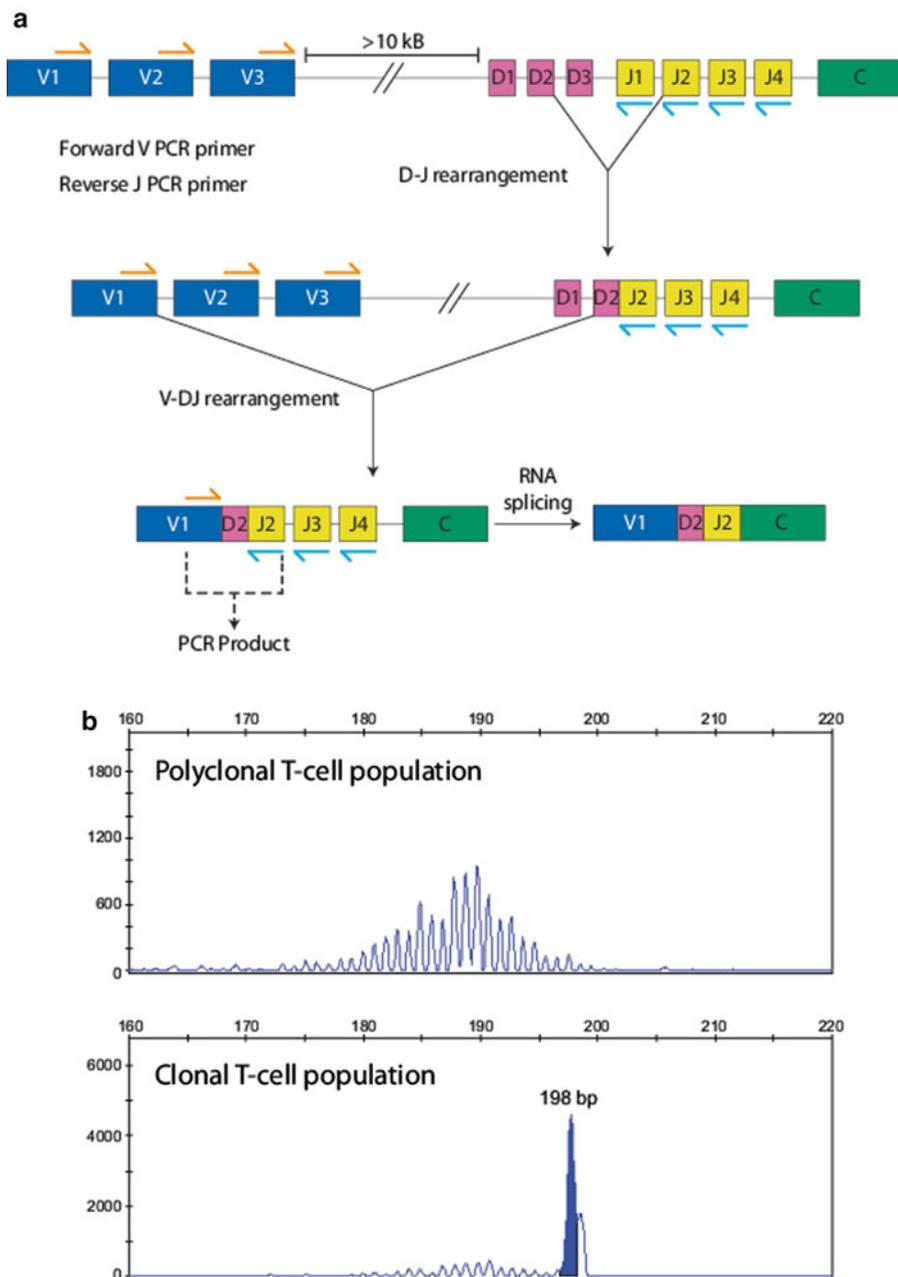 a
>10 kB
V1 V2 V3 D1 D2 D3 J1 J2 J3 J4 C
Forward V PCR primer
Reverse J PCR primer
D-J rearrangement
V1 V2 V3 D1 D2 J2 J3 J4 C
V-DJ rearrangement
RNA
splicing
V1 D2 J2 J3 J4 C V1 D2 J2 C
PCR Product
b
160 170 180 190 200 210 220
Polyclonal T-cell population
1800
1200
600
0
160 170 180 190 200 210 220
Clonal T-cell population
6000
198 bp
4000
2000
0